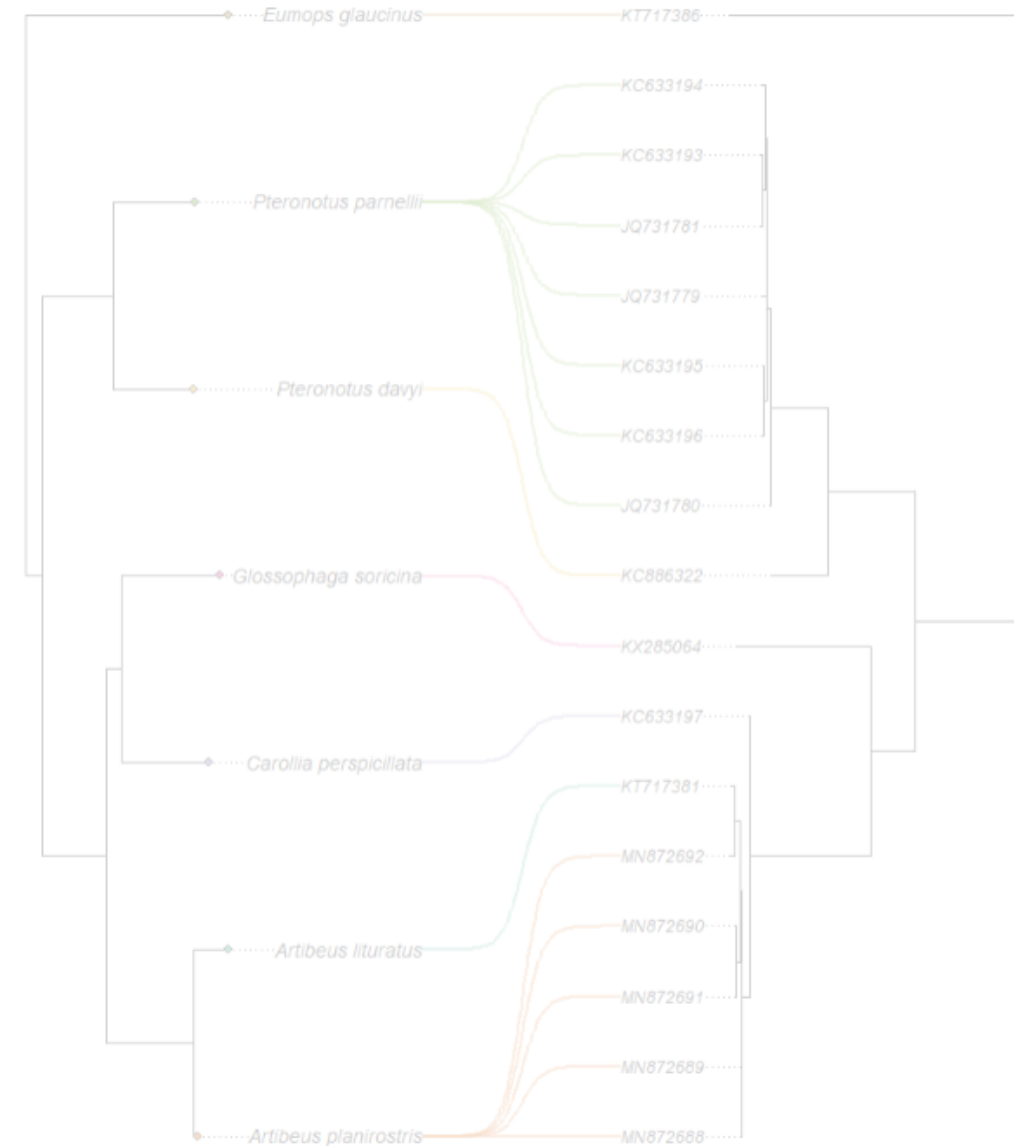 Eumops glaucinus KT717386
KC633194
KC633193
Pteronotus parnellii
JQ731781
JQ731779
KC633195
Pteronotus davyi
KC633196
JQ731780
Glossophaga soricina KC886322
KX285064
KC633197
Carollia perspicillata
KT717381
MN872692
MN872690
Artibeus lituratus
MN872691
MN872689
Artibeus planirostris MN872688